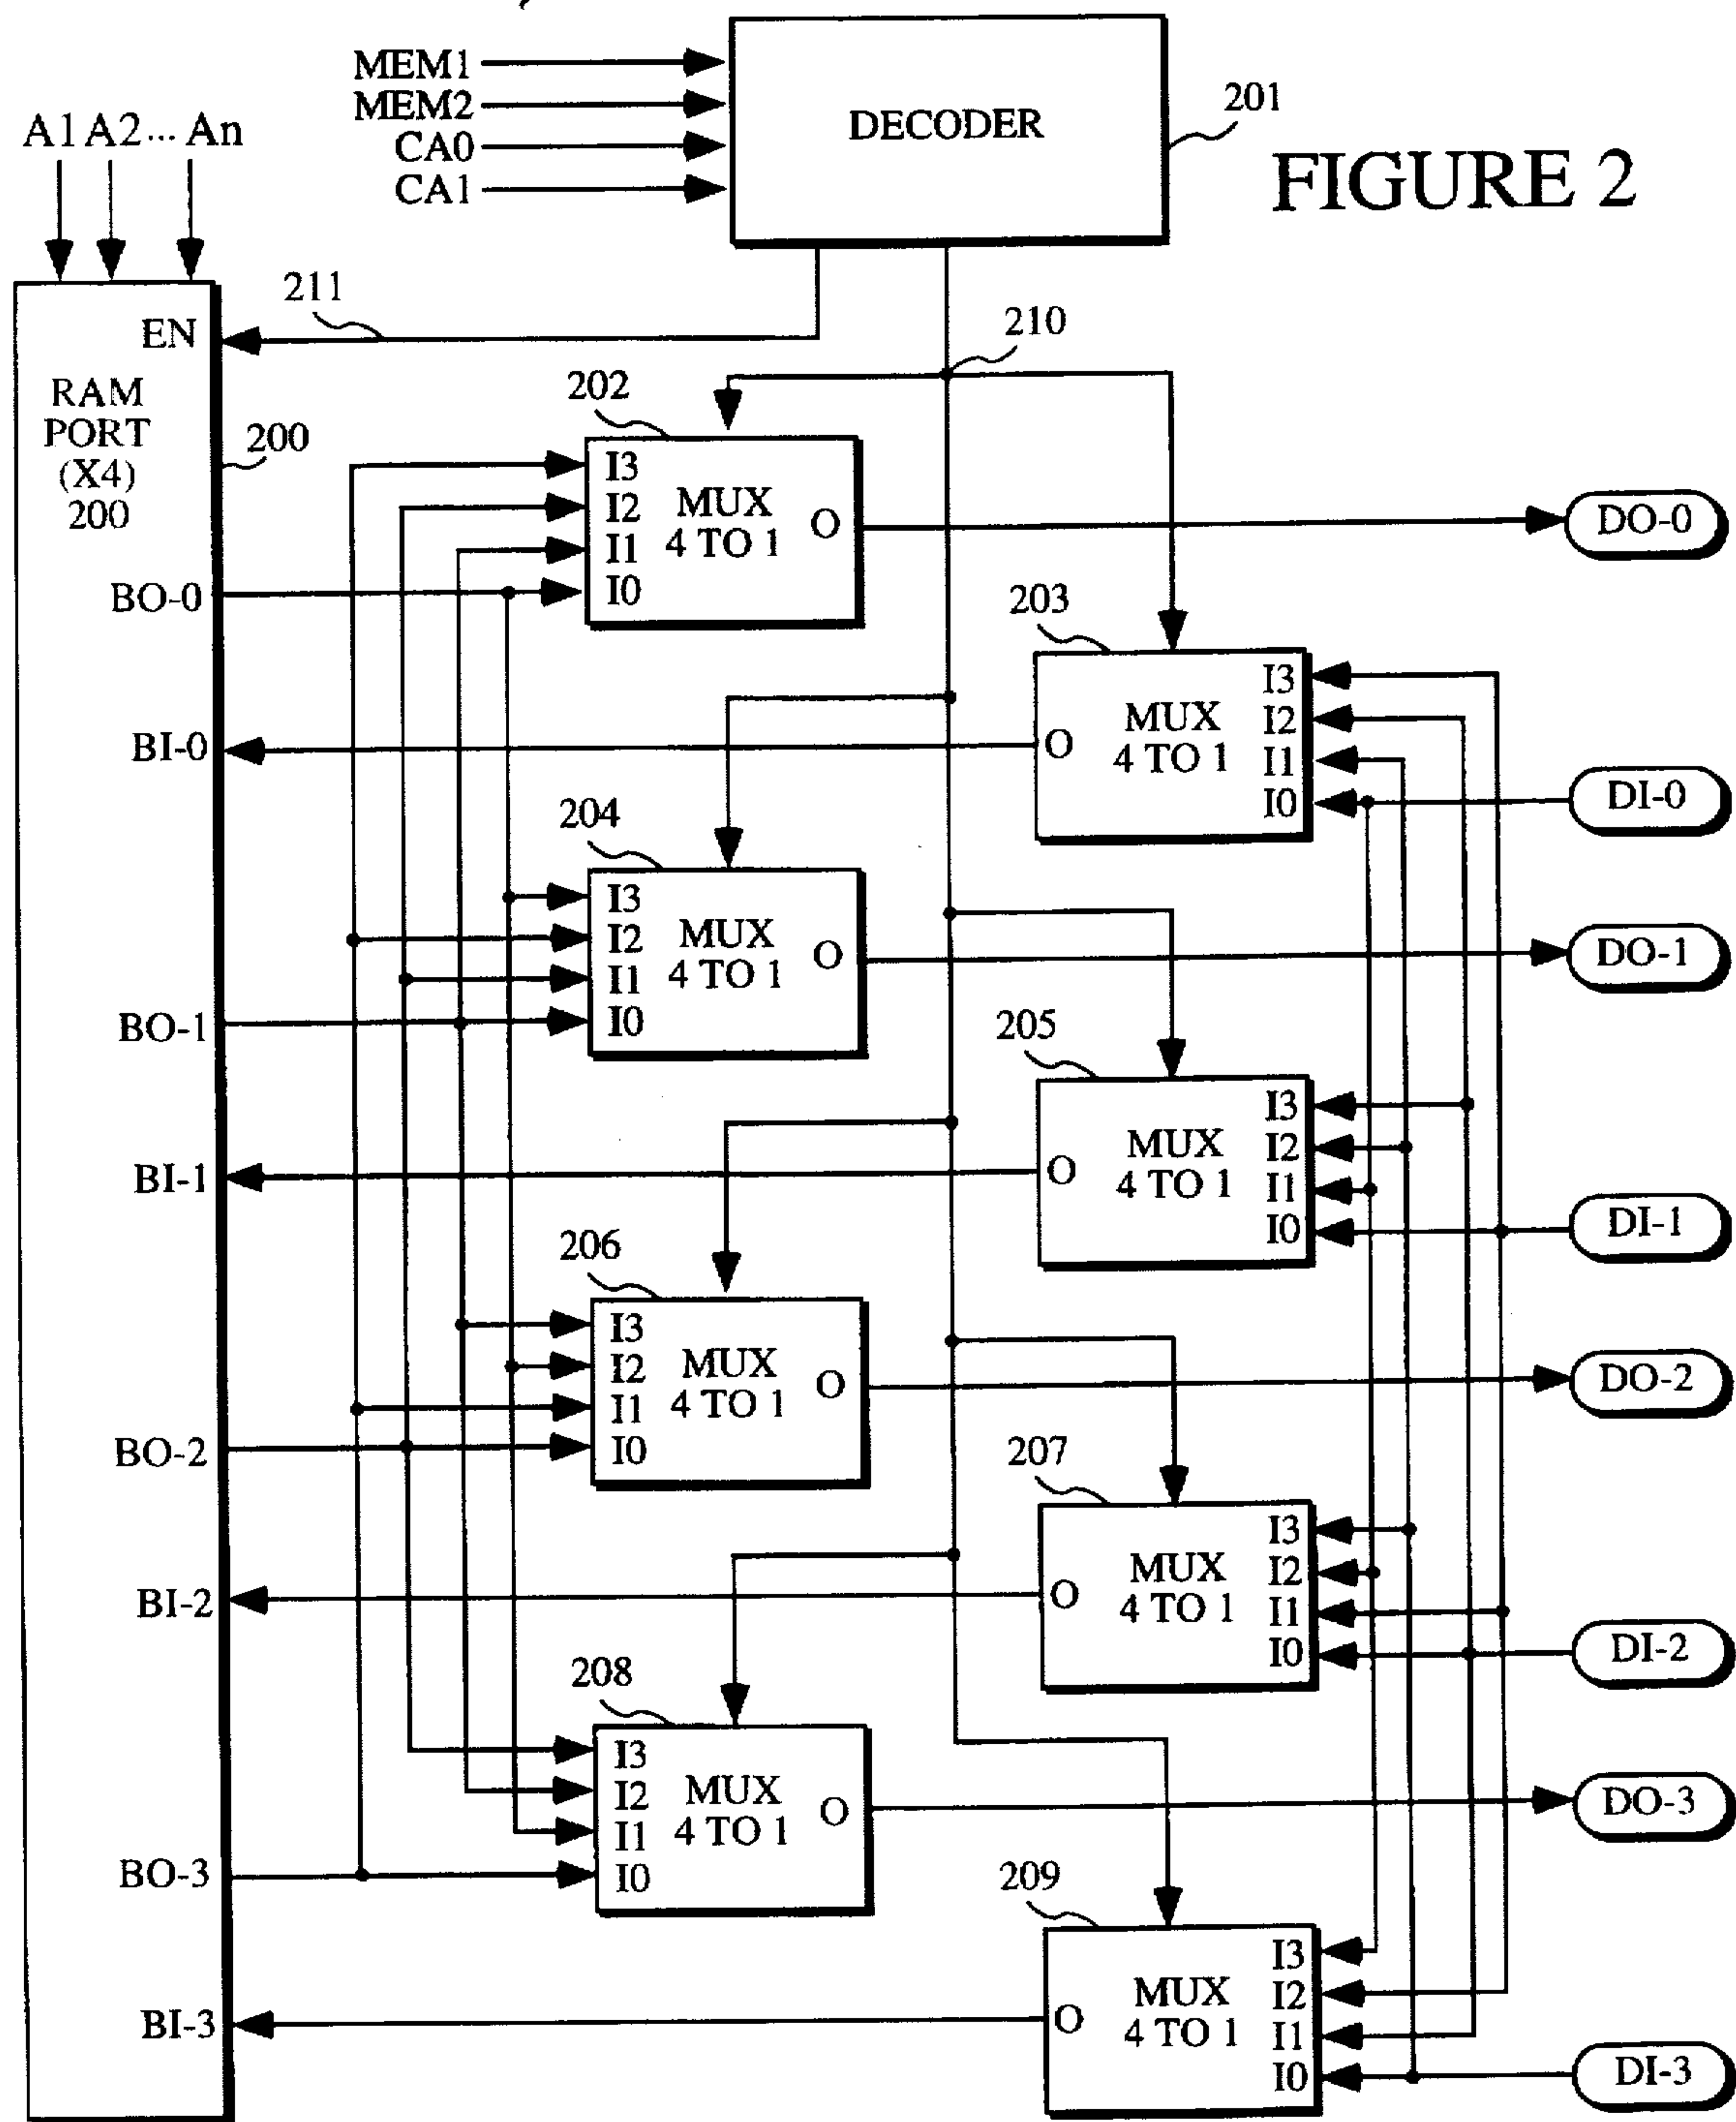 MEM1
MEM2
CA0
CA1
DECODER
201
FIGURE 2
A1 A2 ... An
211
EN
210
RAM
PORT
(X4)
200
200
202
I3
I2
I1
I0
MUX
4 TO 1
O
DO-0
BO-0
203
MUX
4 TO 1
O
I3
I2
I1
I0
BI-0
DI-0
204
I3
I2
I1
I0
MUX
4 TO 1
O
DO-1
BO-1
205
MUX
4 TO 1
O
I3
I2
I1
I0
BI-1
DI-1
206
I3
I2
I1
I0
MUX
4 TO 1
O
DO-2
BO-2
207
MUX
4 TO 1
O
I3
I2
I1
I0
BI-2
DI-2
208
I3
I2
I1
I0
MUX
4 TO 1
O
DO-3
BO-3
209
MUX
4 TO 1
O
I3
I2
I1
I0
BI-3
DI-3